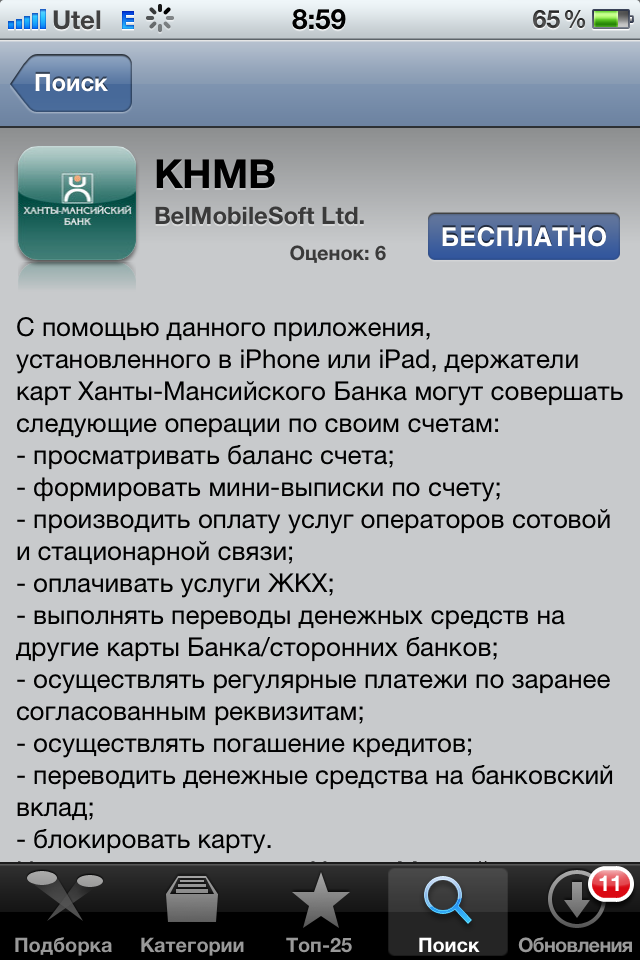 Utel E 8:59 65 %
Поиск
KHMB
BelMobileSoft Ltd.
ХАНТЫ-МАНСИЙСКИЙ
БАНК
Оценок: 6
БЕСПЛАТНО
С помощью данного приложения,
установленного в iPhone или iPad, держатели
карт Ханты-Мансийского Банка могут совершать
следующие операции по своим счетам:
- просматривать баланс счета;
- формировать мини-выписки по счету;
- производить оплату услуг операторов сотовой
и стационарной связи;
- оплачивать услуги ЖКХ;
- выполнять переводы денежных средств на
другие карты Банка/сторонних банков;
- осуществлять регулярные платежи по заранее
согласованным реквизитам;
- осуществлять погашение кредитов;
- переводить денежные средства на банковский
вклад;
- блокировать карту.
11
Подборка Категории Топ-25 Поиск Обновления